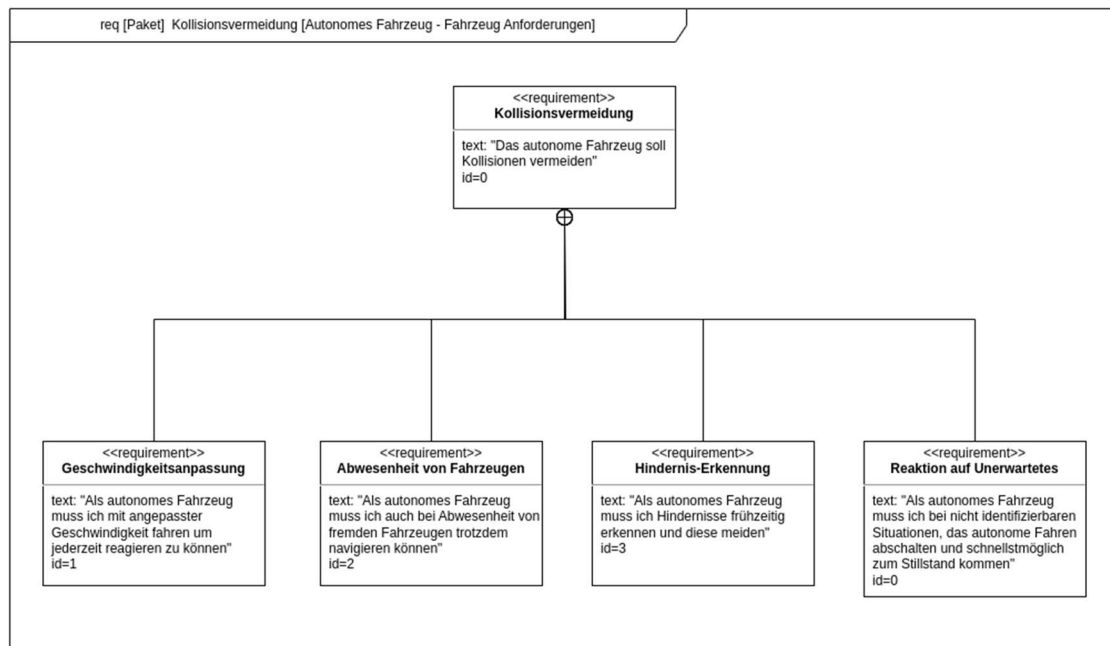 req [Paket]  Kollisionsvermeidung [Autonomes Fahrzeug - Fahrzeug Anforderungen]
<<requirement>>
Kollisionsvermeidung
text: "Das autonome Fahrzeug soll
Kollisionen vermeiden"
id=0
<<requirement>>
Geschwindigkeitsanpassung
text: "Als autonomes Fahrzeug
muss ich mit angepasster
Geschwindigkeit fahren um
jederzeit reagieren zu können"
id=1
<<requirement>>
Abwesenheit von Fahrzeugen
text: "Als autonomes Fahrzeug
muss ich auch bei Abwesenheit von
fremden Fahrzeugen trotzdem
navigieren können"
id=2
<<requirement>>
Hindernis-Erkennung
text: "Als autonomes Fahrzeug
muss ich Hindernisse frühzeitig
erkennen und diese meiden"
id=3
<<requirement>>
Reaktion auf Unerwartetes
text: "Als autonomes Fahrzeug
muss ich bei nicht identifizierbaren
Situationen, das autonome Fahren
abschalten und schnellstmöglich
zum Stillstand kommen"
id=0